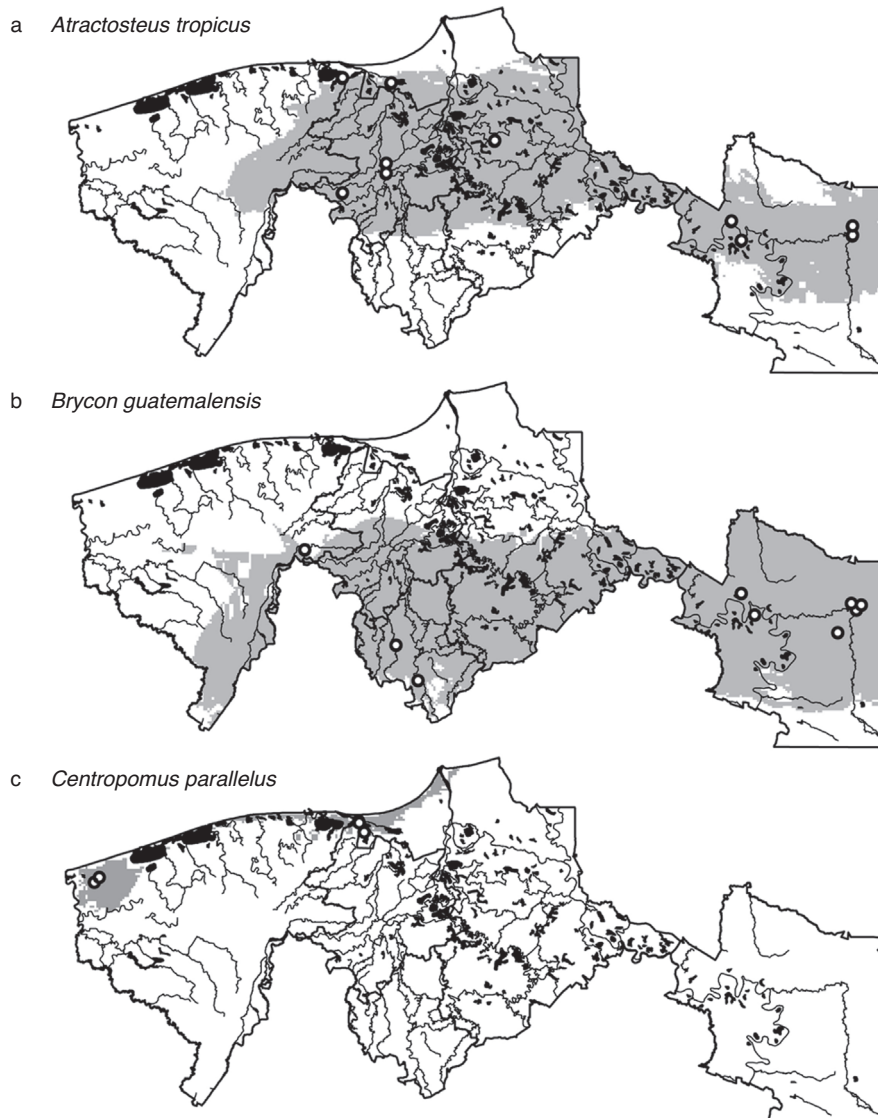 a Atractosteus tropicus
b Brycon guatemalensis
c Centropomus parallelus